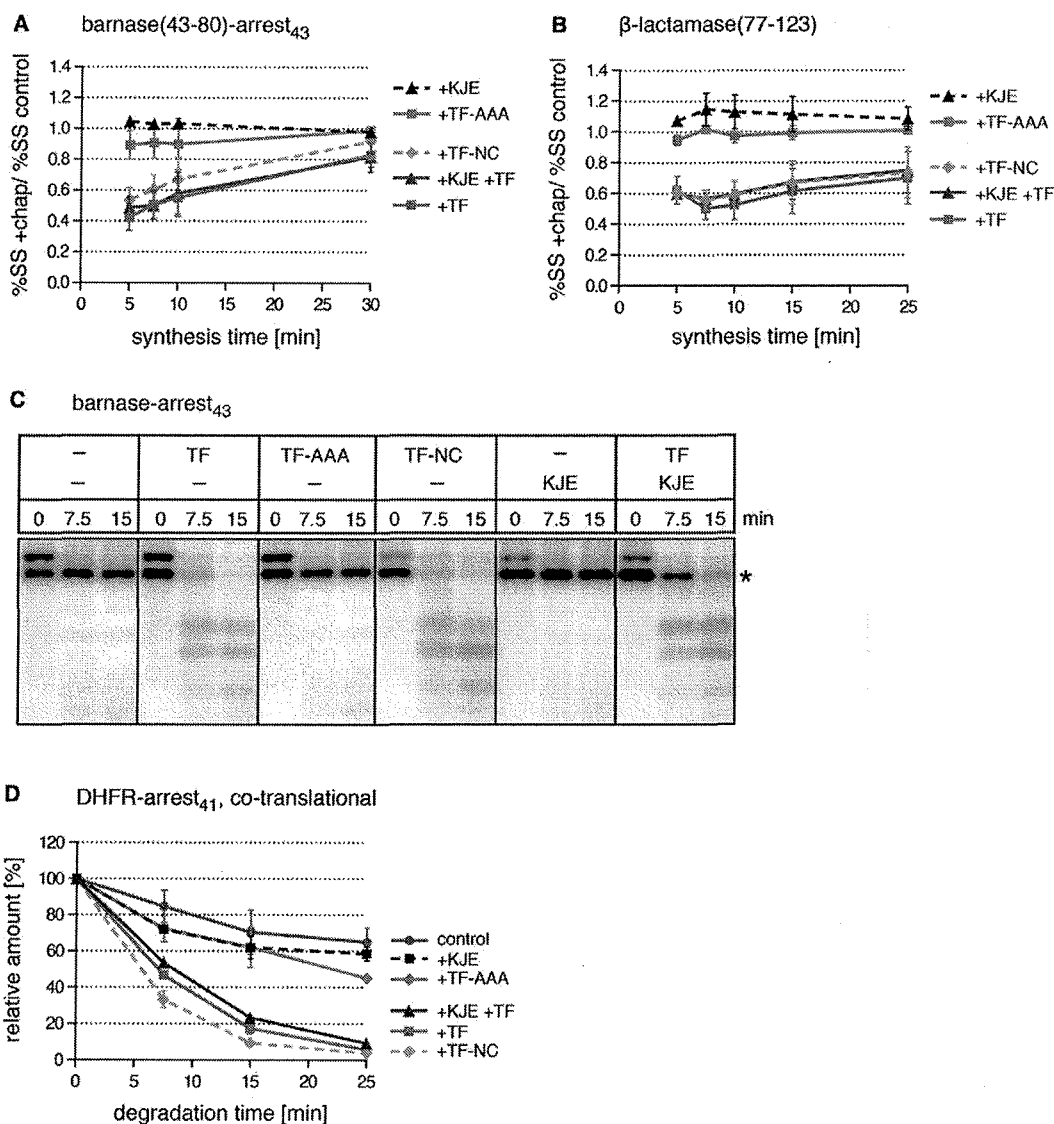 A barnase(43-80)-arrest43
%SS +chap/ %SS control
1.4
1.2
1.0
0.8
0.6
0.4
0.2
0.0
0 5 10 15 20 25 30
synthesis time [min]
+KJE
+TF-AAA
+TF-NC
+KJE +TF
+TF
B β-lactamase(77-123)
%SS +chap/ %SS control
1.4
1.2
1.0
0.8
0.6
0.4
0.2
0.0
0 5 10 15 20 25
synthesis time [min]
+KJE
+TF-AAA
+TF-NC
+KJE +TF
+TF
C barnase-arrest43
– TF TF-AAA TF-NC – TF
– – – – KJE KJE
0 7.5 15 0 7.5 15 0 7.5 15 0 7.5 15 0 7.5 15 0 7.5 15 min
*
D DHFR-arrest41, co-translational
relative amount [%]
120
100
80
60
40
20
0
0 5 10 15 20 25
degradation time [min]
control
+KJE
+TF-AAA
+KJE +TF
+TF
+TF-NC